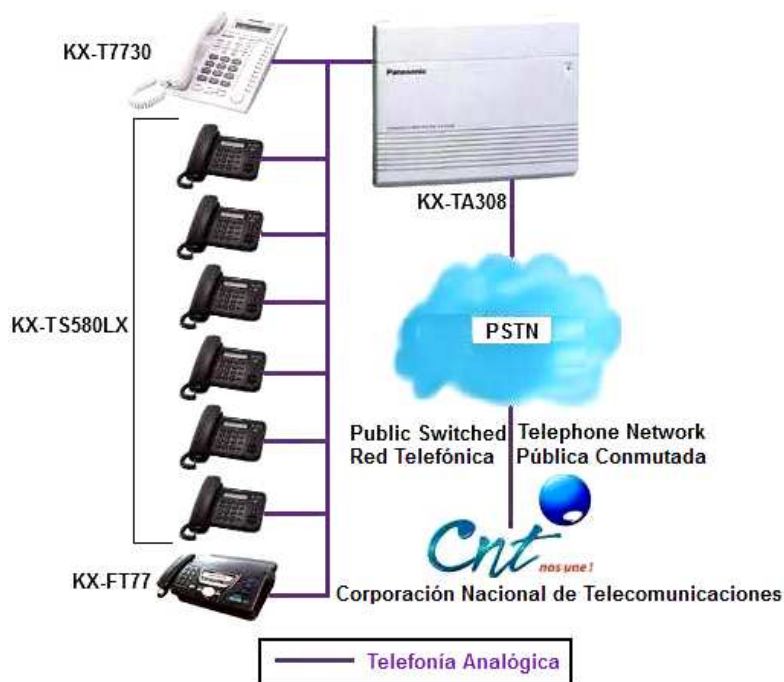 KX-T7730
Panasonic
KX-TA308
KX-TS580LX
PSTN
Public Switched Telephone Network
Red Telefónica Pública Conmutada
Cnt
nos une!
KX-FT77
Corporación Nacional de Telecomunicaciones
Telefonía Analógica